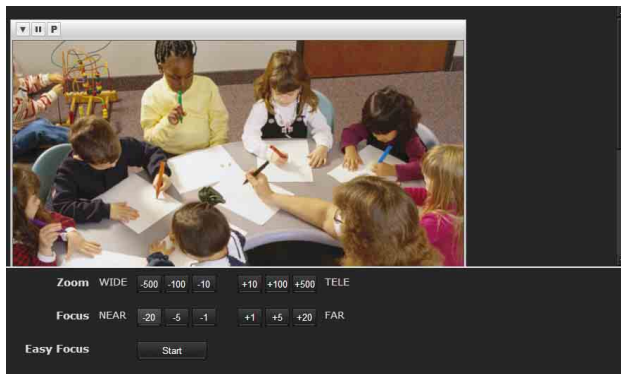 P
Zoom WIDE -500 -100 -10 +10 +100 +500 TELE
Focus NEAR -20 -5 -1 +1 +5 +20 FAR
Easy Focus Start